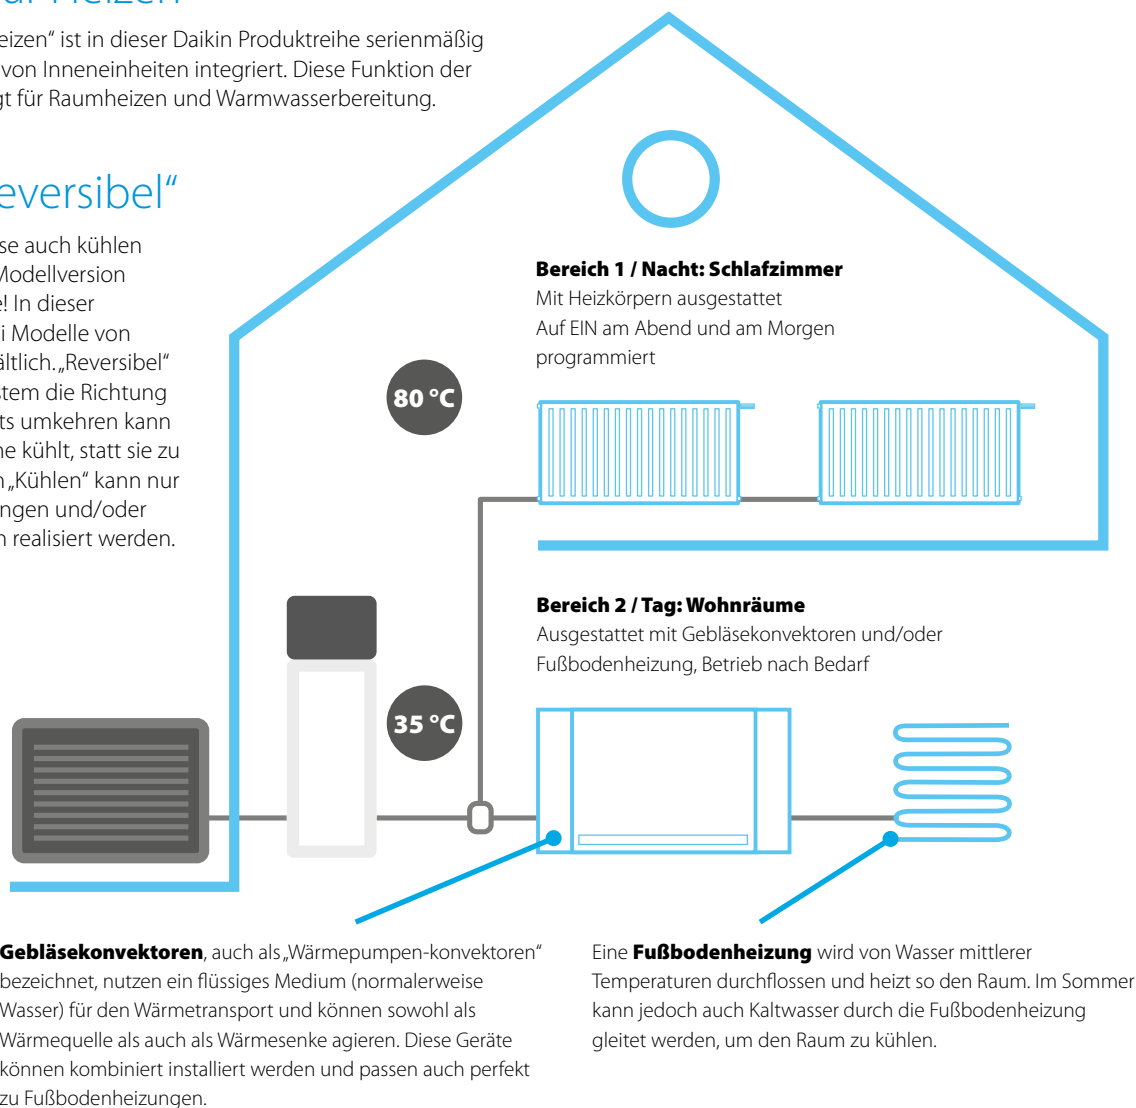 ur Heizen
eizen“ ist in dieser Daikin Produktreihe serienmäßig
von Inneneinheiten integriert. Diese Funktion der
gt für Raumheizen und Warmwasserbereitung.
eversibel“
se auch kühlen
Modellversion
e! In dieser
i Modelle von
ältlich. „Reversibel“
stem die Richtung
ts umkehren kann
ne kühlt, statt sie zu
n „Kühlen“ kann nur
ngen und/oder
n realisiert werden.
Bereich 1 / Nacht: Schlafzimmer
Mit Heizkörpern ausgestattet
Auf EIN am Abend und am Morgen
programmiert
80 °C
Bereich 2 / Tag: Wohnräume
Ausgestattet mit Gebläsekonvektoren und/oder
Fußbodenheizung, Betrieb nach Bedarf
35 °C
Gebläsekonvektoren, auch als „Wärmepumpen-konvektoren“
bezeichnet, nutzen ein flüssiges Medium (normalerweise
Wasser) für den Wärmetransport und können sowohl als
Wärmequelle als auch als Wärmesenke agieren. Diese Geräte
können kombiniert installiert werden und passen auch perfekt
zu Fußbodenheizungen.
Eine Fußbodenheizung wird von Wasser mittlerer
Temperaturen durchflossen und heizt so den Raum. Im Sommer
kann jedoch auch Kaltwasser durch die Fußbodenheizung
gleitet werden, um den Raum zu kühlen.